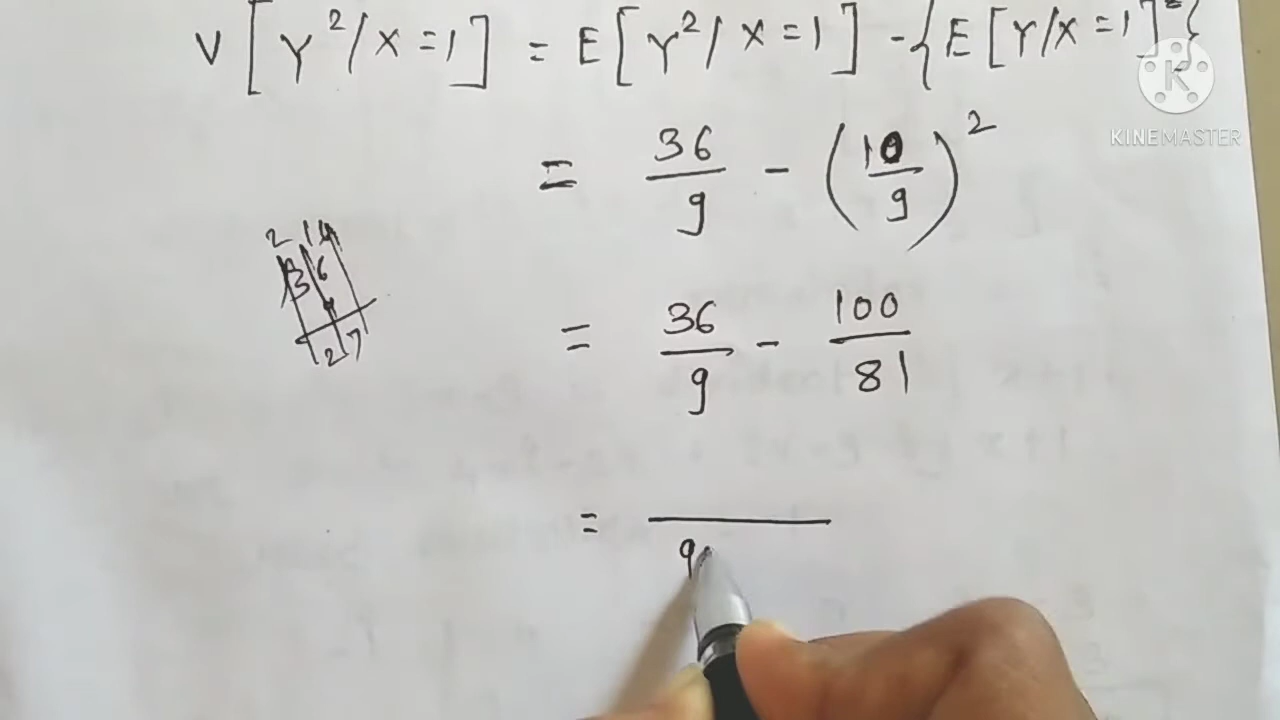 V[Y²/X=1] = E[Y²/X=1] - {E[Y/X=1]²}
KINEMASTER
= 36/9 - (10/9)²
= 36/9 - 100/81
= ―
9